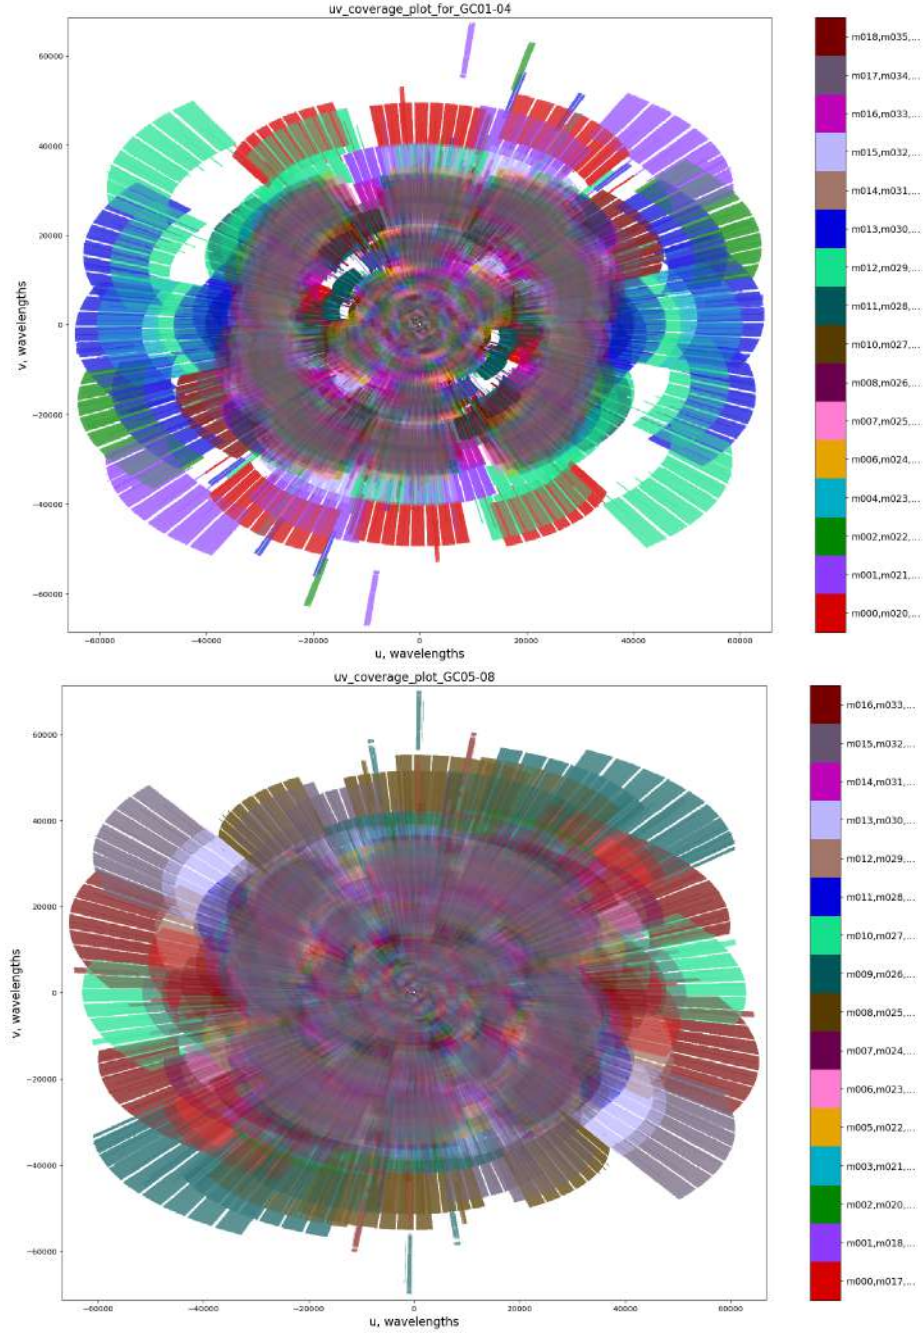 uv_coverage_plot_for_GC01-04
60000
40000
20000
0
−20000
−40000
−60000
v, wavelengths
−60000 −40000 −20000 0 20000 40000 60000
u, wavelengths
m018,m035,...
m017,m034,...
m016,m033,...
m015,m032,...
m014,m031,...
m013,m030,...
m012,m029,...
m011,m028,...
m010,m027,...
m008,m026,...
m007,m025,...
m006,m024,...
m004,m023,...
m002,m022,...
m001,m021,...
m000,m020,...
uv_coverage_plot_GC05-08
60000
40000
20000
0
−20000
−40000
−60000
v, wavelengths
−60000 −40000 −20000 0 20000 40000 60000
u, wavelengths
m016,m033,...
m015,m032,...
m014,m031,...
m013,m030,...
m012,m029,...
m011,m028,...
m010,m027,...
m009,m026,...
m008,m025,...
m007,m024,...
m006,m023,...
m005,m022,...
m003,m021,...
m002,m020,...
m001,m018,...
m000,m017,...